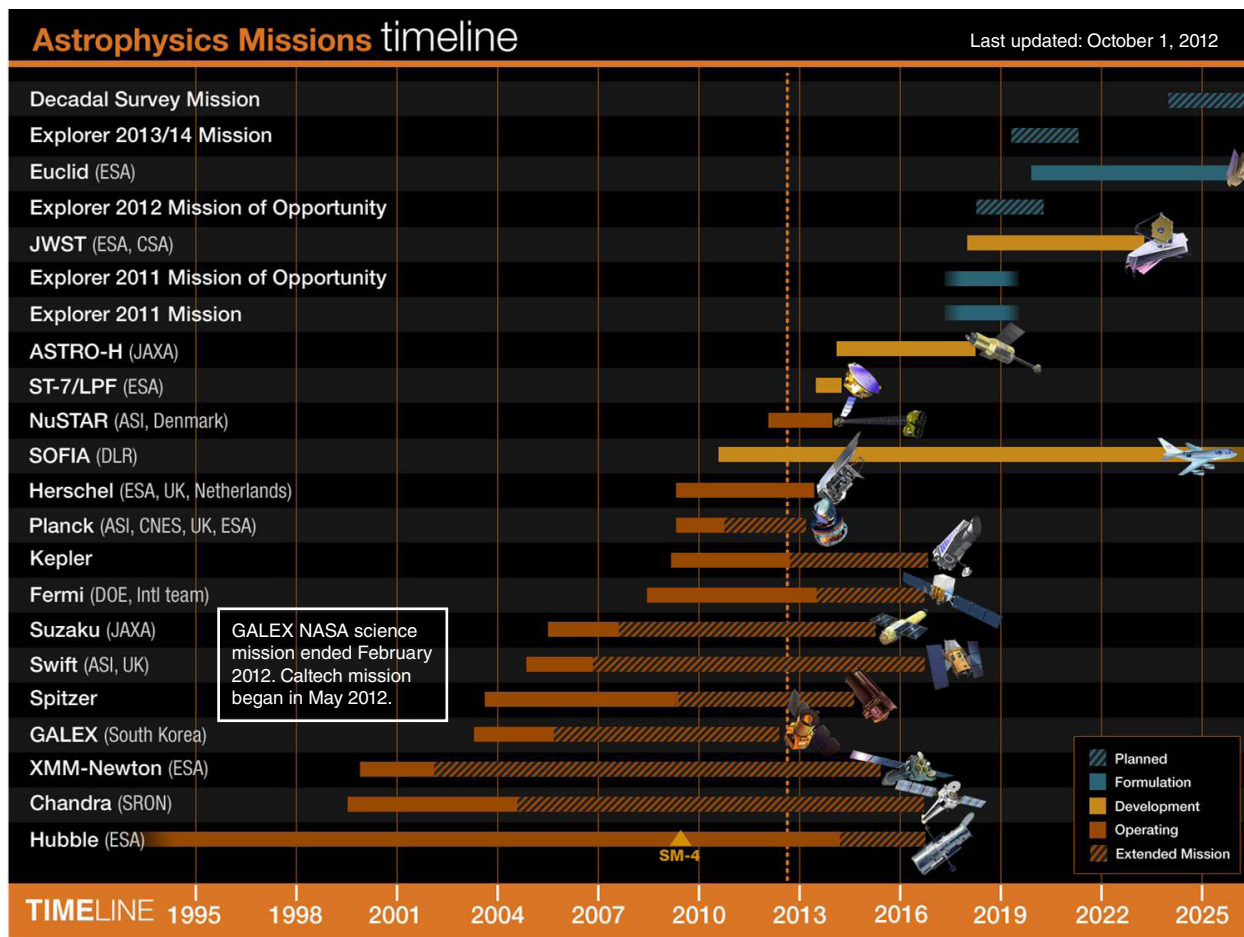 Astrophysics Missions timeline
Last updated: October 1, 2012
Decadal Survey Mission
Explorer 2013/14 Mission
Euclid (ESA)
Explorer 2012 Mission of Opportunity
JWST (ESA, CSA)
Explorer 2011 Mission of Opportunity
Explorer 2011 Mission
ASTRO-H (JAXA)
ST-7/LPF (ESA)
NuSTAR (ASI, Denmark)
SOFIA (DLR)
Herschel (ESA, UK, Netherlands)
Planck (ASI, CNES, UK, ESA)
Kepler
Fermi (DOE, Intl team)
Suzaku (JAXA)
Swift (ASI, UK)
Spitzer
GALEX (South Korea)
XMM-Newton (ESA)
Chandra (SRON)
Hubble (ESA)
GALEX NASA science
mission ended February
2012. Caltech mission
began in May 2012.
SM-4
Planned
Formulation
Development
Operating
Extended Mission
TIMELINE 1995 1998 2001 2004 2007 2010 2013 2016 2019 2022 2025